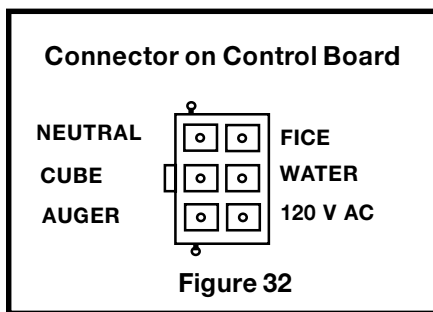 Connector on Control Board
NEUTRAL FICE
CUBE WATER
AUGER 120 V AC
Figure 32